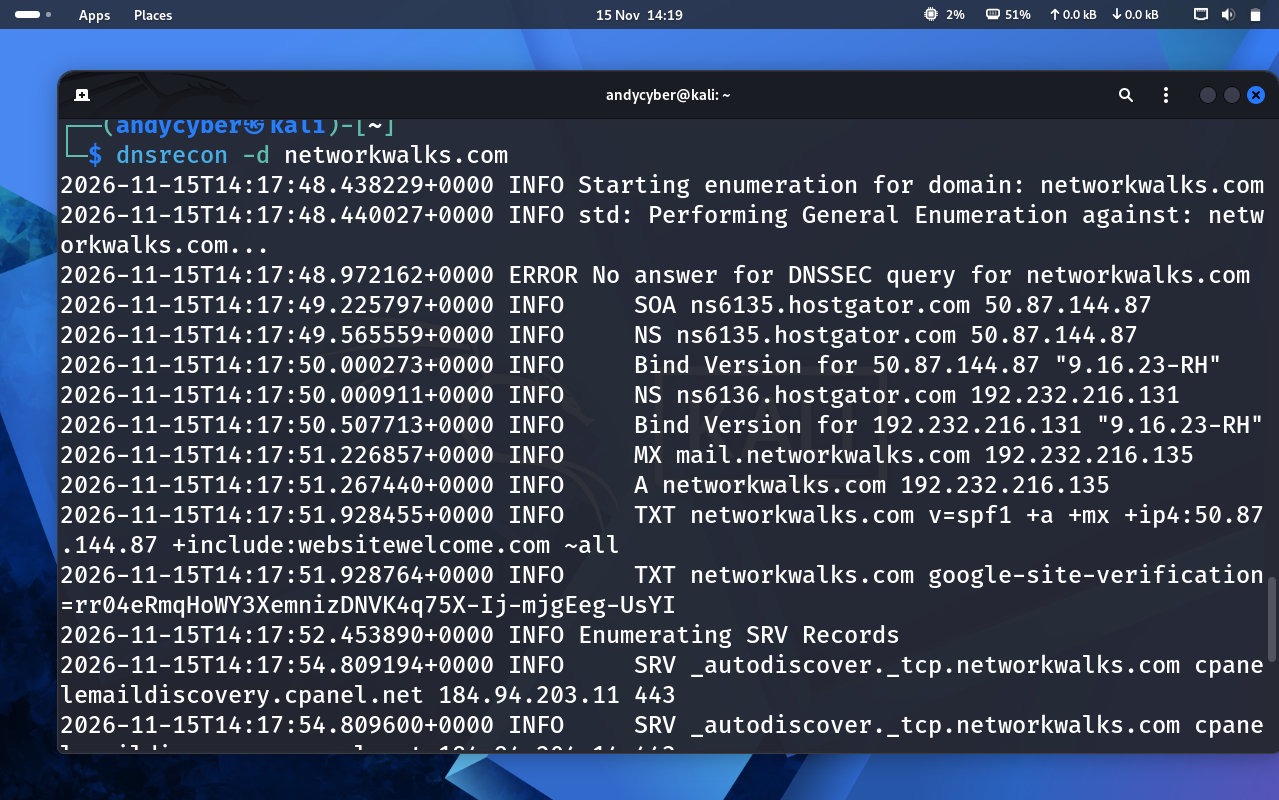 Apps Places 15 Nov 14:19 2% 51% ↑ 0.0 kB ↓ 0.0 kB
andycyber@kali: ~
┌──(andycyber㉿kali)-[~]
└─$ dnsrecon -d networkwalks.com
2026-11-15T14:17:48.438229+0000 INFO Starting enumeration for domain: networkwalks.com
2026-11-15T14:17:48.440027+0000 INFO std: Performing General Enumeration against: netw
orkwalks.com...
2026-11-15T14:17:48.972162+0000 ERROR No answer for DNSSEC query for networkwalks.com
2026-11-15T14:17:49.225797+0000 INFO     SOA ns6135.hostgator.com 50.87.144.87
2026-11-15T14:17:49.565559+0000 INFO     NS ns6135.hostgator.com 50.87.144.87
2026-11-15T14:17:50.000273+0000 INFO     Bind Version for 50.87.144.87 "9.16.23-RH"
2026-11-15T14:17:50.000911+0000 INFO     NS ns6136.hostgator.com 192.232.216.131
2026-11-15T14:17:50.507713+0000 INFO     Bind Version for 192.232.216.131 "9.16.23-RH"
2026-11-15T14:17:51.226857+0000 INFO     MX mail.networkwalks.com 192.232.216.135
2026-11-15T14:17:51.267440+0000 INFO     A networkwalks.com 192.232.216.135
2026-11-15T14:17:51.928455+0000 INFO     TXT networkwalks.com v=spf1 +a +mx +ip4:50.87
.144.87 +include:websitewelcome.com ~all
2026-11-15T14:17:51.928764+0000 INFO     TXT networkwalks.com google-site-verification
=rr04eRmqHoWY3XemnizDNVK4q75X-Ij-mjgEeg-UsYI
2026-11-15T14:17:52.453890+0000 INFO Enumerating SRV Records
2026-11-15T14:17:54.809194+0000 INFO     SRV _autodiscover._tcp.networkwalks.com cpane
lemaildiscovery.cpanel.net 184.94.203.11 443
2026-11-15T14:17:54.809600+0000 INFO     SRV _autodiscover._tcp.networkwalks.com cpane